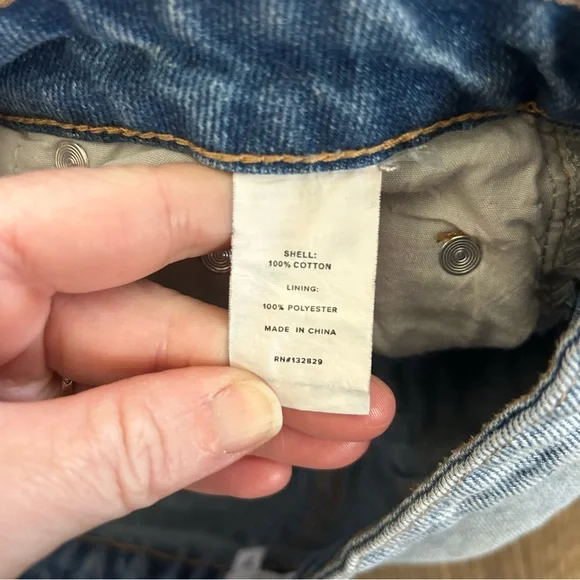 SHELL:
100% COTTON
LINING:
100% POLYESTER
MADE IN CHINA
RN#132829